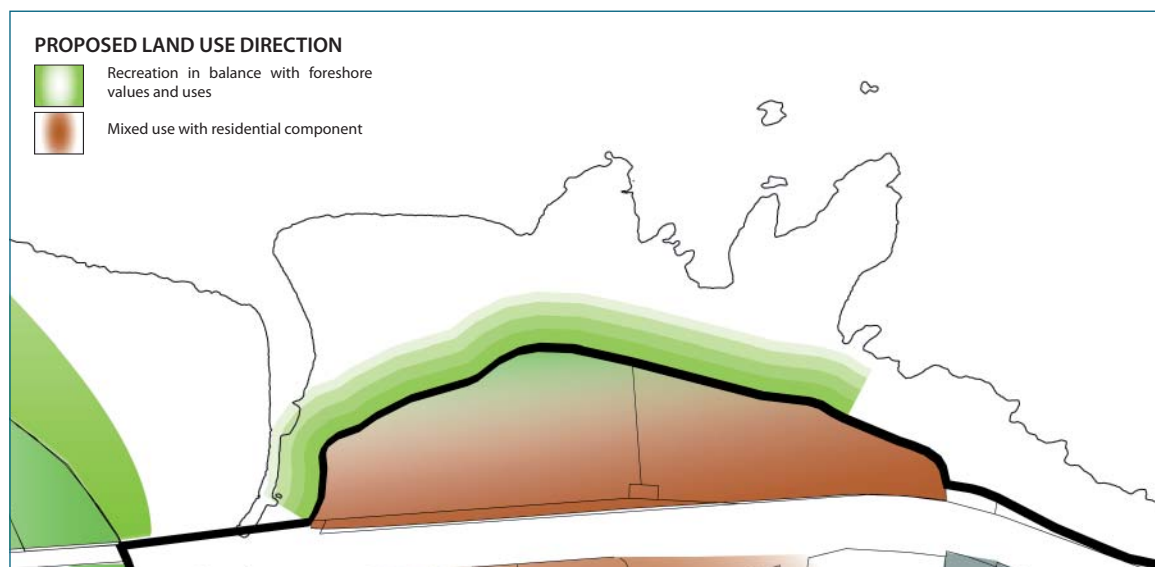 PROPOSED LAND USE DIRECTION
Recreation in balance with foreshore
values and uses
Mixed use with residential component